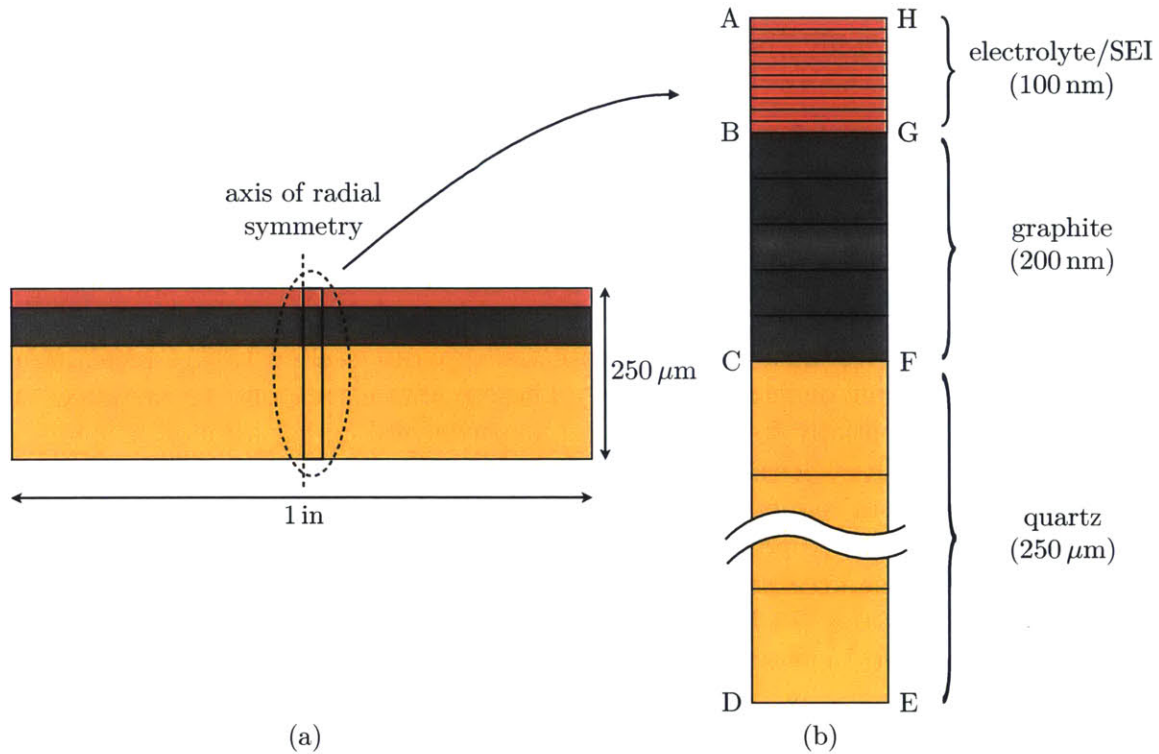 A
H
electrolyte/SEI
(100 nm)
B
G
axis of radial
symmetry
graphite
(200 nm)
C
F
250 μm
1 in
quartz
(250 μm)
D
E
(a)
(b)